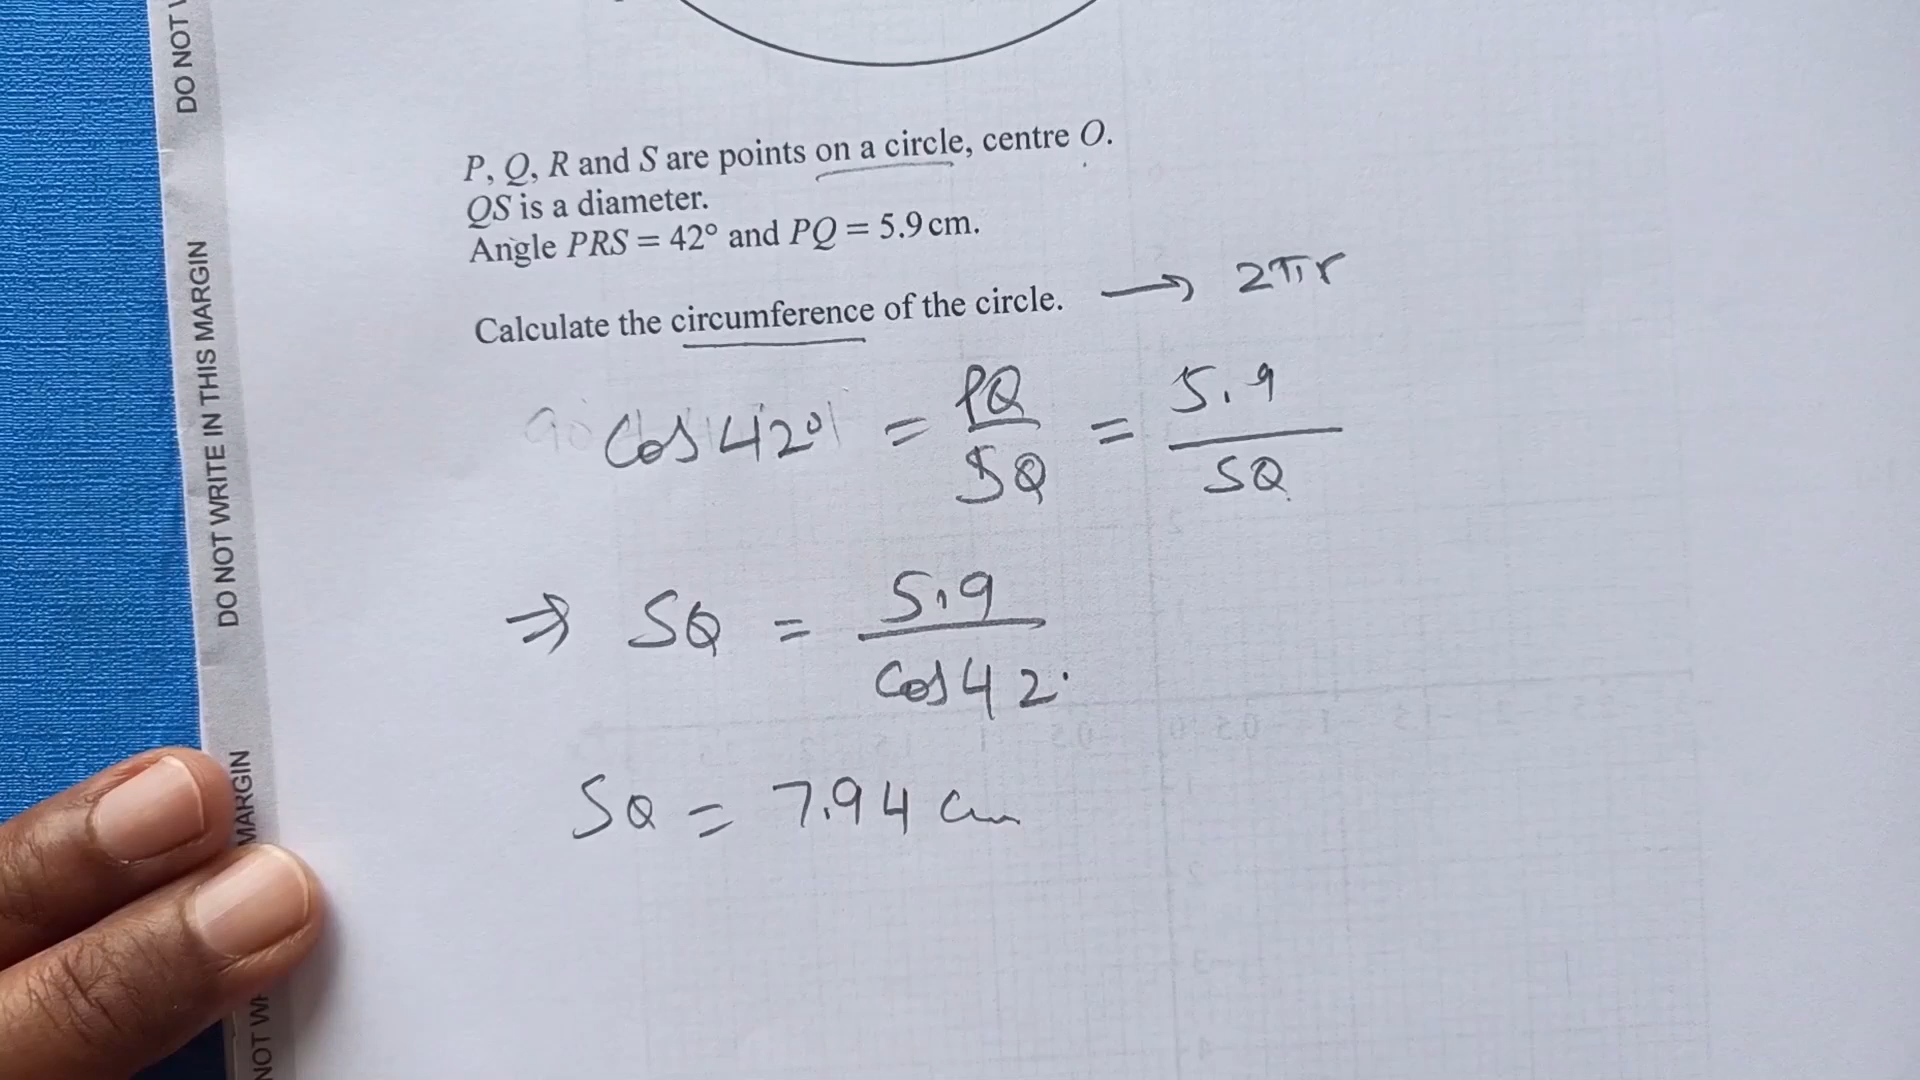 DO NOT
P, Q, R and S are points on a circle, centre O.
QS is a diameter.
Angle PRS = 42° and PQ = 5.9 cm.
Calculate the circumference of the circle. → 2πr
Cos 42° = PQ/SQ = 5.9/SQ
⇒ SQ = 5.9/Cos 42°
SQ = 7.94 cm
DO NOT WRITE IN THIS MARGIN
MARGIN
NOT